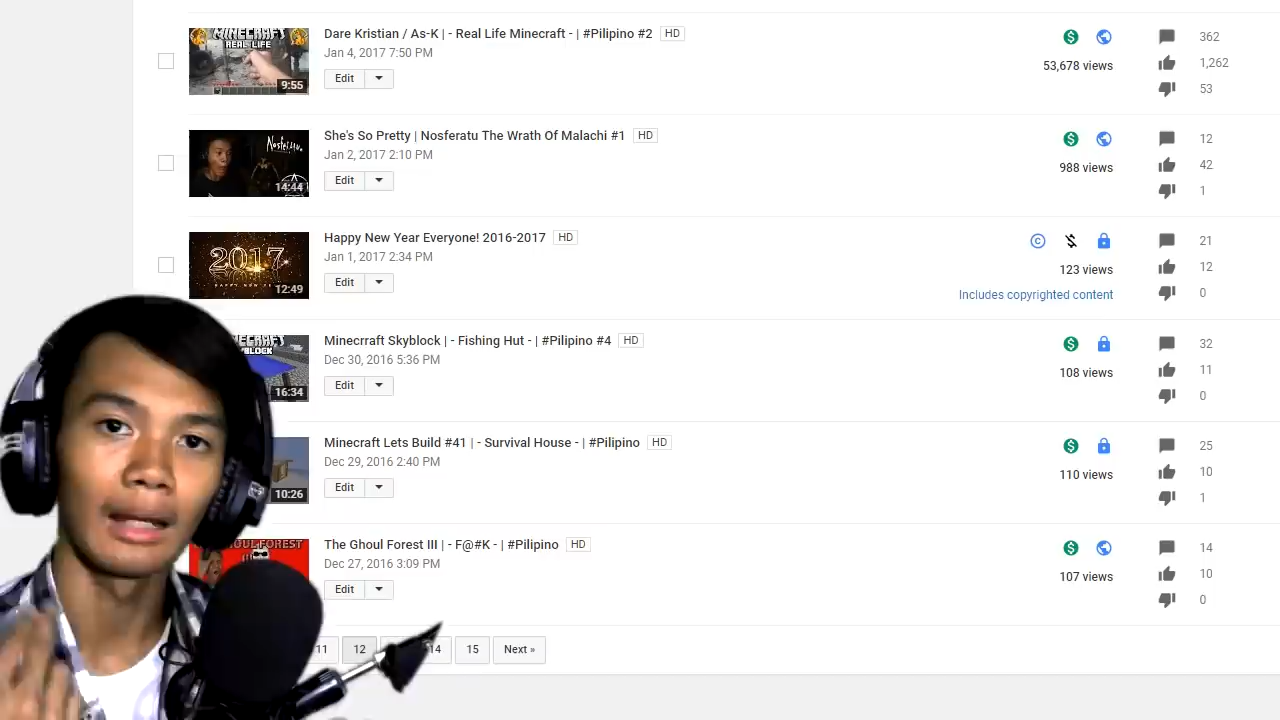 MINECRAFT
REAL LIFE
9:55
Dare Kristian / As-K | - Real Life Minecraft - | #Pilipino #2 HD
Jan 4, 2017 7:50 PM
Edit
53,678 views
362
1,262
53
Nosferatu
14:44
She's So Pretty | Nosferatu The Wrath Of Malachi #1 HD
Jan 2, 2017 2:10 PM
Edit
988 views
12
42
1
2017
12:49
Happy New Year Everyone! 2016-2017 HD
Jan 1, 2017 2:34 PM
Edit
123 views
Includes copyrighted content
21
12
0
16:34
Minecrraft Skyblock | - Fishing Hut - | #Pilipino #4 HD
Dec 30, 2016 5:36 PM
Edit
108 views
32
11
0
10:26
Minecraft Lets Build #41 | - Survival House - | #Pilipino HD
Dec 29, 2016 2:40 PM
Edit
110 views
25
10
1
The Ghoul Forest III | - F@#K - | #Pilipino HD
Dec 27, 2016 3:09 PM
Edit
107 views
14
10
0
11 12 14 15 Next »